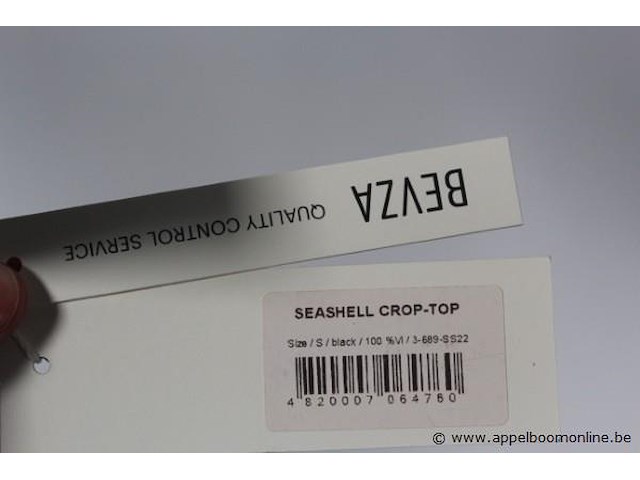 BEVZA
QUALITY CONTROL SERVICE
SEASHELL CROP-TOP
Size / S / black / 100 %VI / 3-689-SS22
4 820007 064780
© www.appelboomonline.be